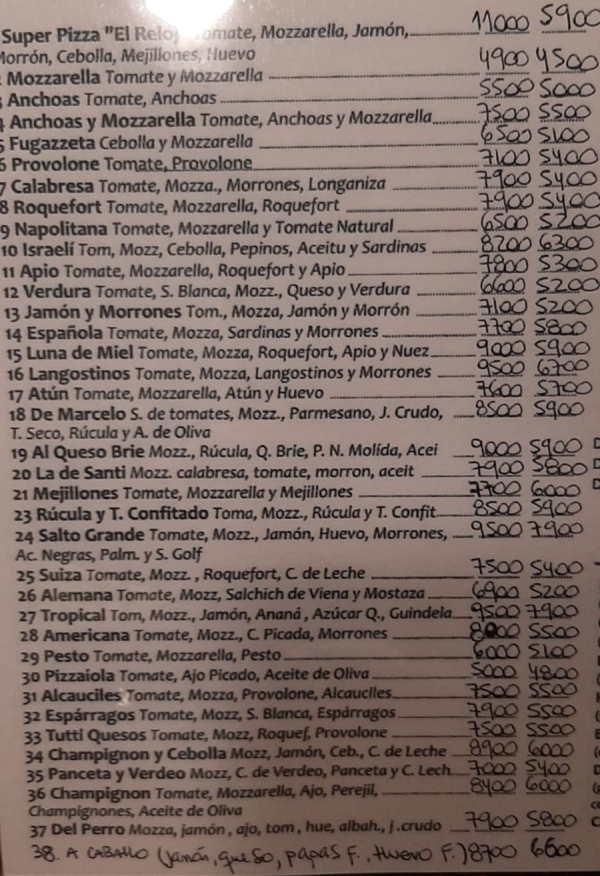 Super Pizza "El Reloj" Tomate, Mozzarella, Jamón, 11000 5900
Morrón, Cebolla, Mejillones, Huevo
Mozzarella Tomate y Mozzarella 4900 4500
3 Anchoas Tomate, Anchoas 5500 5000
4 Anchoas y Mozzarella Tomate, Anchoas y Mozzarella 7500 5500
5 Fugazzeta Cebolla y Mozzarella 6500 5100
6 Provolone Tomate, Provolone 7100 5400
7 Calabresa Tomate, Mozza., Morrones, Longaniza 7900 5400
8 Roquefort Tomate, Mozzarella, Roquefort 7900 5400
9 Napolitana Tomate, Mozzarella y Tomate Natural 6500 5200
10 Israelí Tom, Mozz, Cebolla, Pepinos, Aceitu y Sardinas 8200 6300
11 Apio Tomate, Mozzarella, Roquefort y Apio 7800 5300
12 Verdura Tomate, S. Blanca, Mozz., Queso y Verdura 6600 5200
13 Jamón y Morrones Tom., Mozza, Jamón y Morrón 7100 5200
14 Española Tomate, Mozza, Sardinas y Morrones 7700 5800
15 Luna de Miel Tomate, Mozza, Roquefort, Apio y Nuez 9000 5900
16 Langostinos Tomate, Mozza, Langostinos y Morrones 9500 6700
17 Atún Tomate, Mozzarella, Atún y Huevo 7600 5700
18 De Marcelo S. de tomates, Mozz., Parmesano, J. Crudo, 8500 5900
T. Seco, Rúcula y A. de Oliva
19 Al Queso Brie Mozz., Rúcula, Q. Brie, P. N. Molída, Acei 9000 5900
20 La de Santi Mozz. calabresa, tomate, morron, aceit 7900 5800
21 Mejillones Tomate, Mozzarella y Mejillones 7700 6000
23 Rúcula y T. Confitado Toma, Mozz., Rúcula y T. Confit 8500 5900
24 Salto Grande Tomate, Mozz., Jamón, Huevo, Morrones, 9500 7900
Ac. Negras, Palm. y S. Golf
25 Suiza Tomate, Mozz. , Roquefort, C. de Leche 7500 5400
26 Alemana Tomate, Mozz, Salchich de Viena y Mostaza 6900 5200
27 Tropical Tom, Mozz., Jamón, Ananá , Azúcar Q., Guindela 9500 7900
28 Americana Tomate, Mozz., C. Picada, Morrones 5500
29 Pesto Tomate, Mozzarella, Pesto 6000 5100
30 Pizzaiola Tomate, Ajo Picado, Aceite de Oliva 5000 4800
31 Alcauciles Tomate, Mozza, Provolone, Alcauciles 7500 5500
32 Espárragos Tomate, Mozz, S. Blanca, Espárragos 7900 5500
33 Tutti Quesos Tomate, Mozz, Roquef, Provolone 7500 5500
34 Champignon y Cebolla Mozz, Jamón, Ceb., C. de Leche 8900 6000
35 Panceta y Verdeo Mozz, C. de Verdeo, Panceta y C. Lech 7000 5400
36 Champignon Tomate, Mozzarella, Ajo, Perejil, 8400 6000
Champignones, Aceite de Oliva
37 Del Perro Mozza, jamón , ajo, tom , hue, albah., j .crudo 7900 5800
38. A CABALLO (Jamón, queso, papas F., Huevo F.) 8700 6600